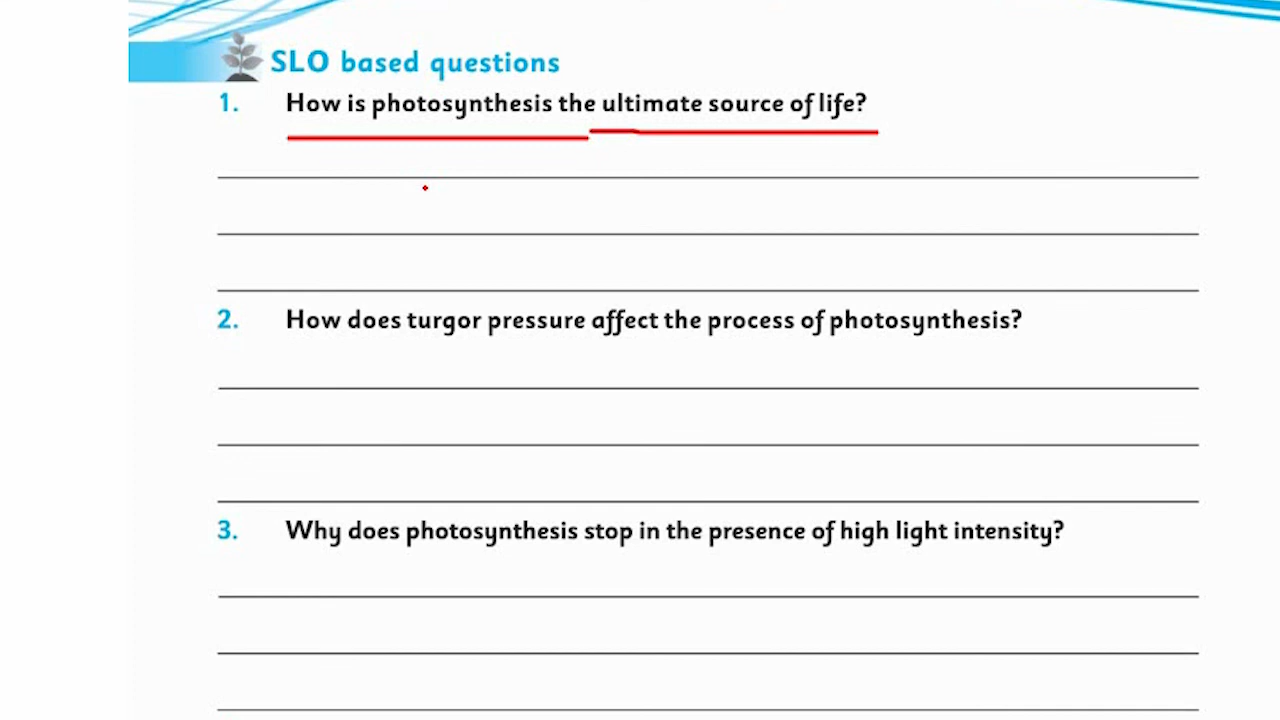 SLO based questions
1. How is photosynthesis the ultimate source of life?
2. How does turgor pressure affect the process of photosynthesis?
3. Why does photosynthesis stop in the presence of high light intensity?